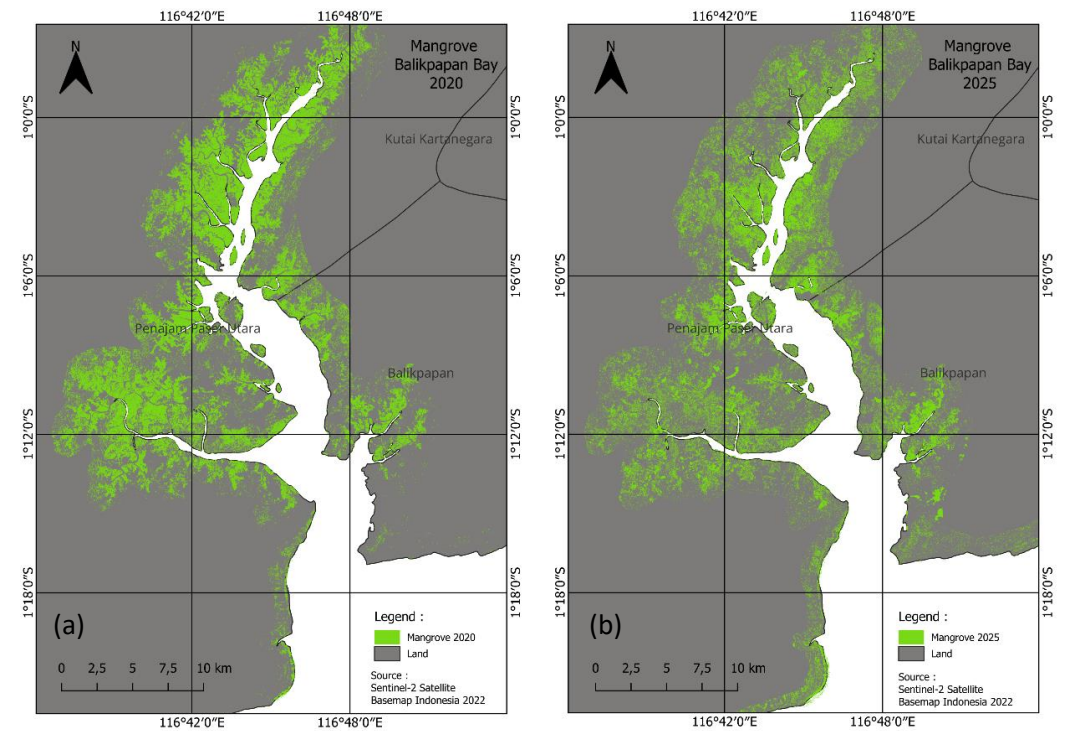 116°42'0"E 116°48'0"E
N
Mangrove
Balikpapan Bay
2020
1°0'0"S
1°0'0"S
Kutai Kartanegara
1°6'0"S
1°6'0"S
Penajam Paser Utara
Balikpapan
1°12'0"S
1°12'0"S
1°18'0"S
1°18'0"S
(a)
Legend :
Mangrove 2020
Land
0 2,5 5 7,5 10 km
Source :
Sentinel-2 Satellite
Basemap Indonesia 2022
116°42'0"E 116°48'0"E
116°42'0"E 116°48'0"E
N
Mangrove
Balikpapan Bay
2025
1°0'0"S
1°0'0"S
Kutai Kartanegara
1°6'0"S
1°6'0"S
Penajam Paser Utara
Balikpapan
1°12'0"S
1°12'0"S
1°18'0"S
1°18'0"S
(b)
Legend :
Mangrove 2025
Land
0 2,5 5 7,5 10 km
Source :
Sentinel-2 Satellite
Basemap Indonesia 2022
116°42'0"E 116°48'0"E